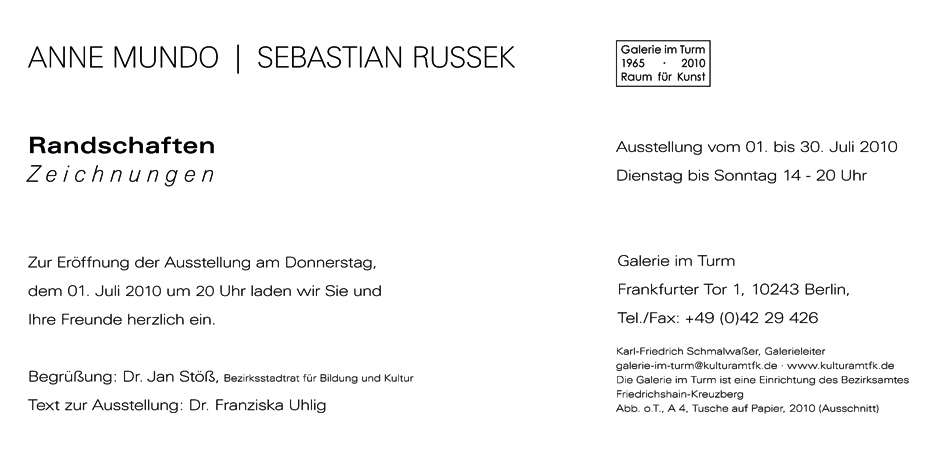 ANNE MUNDO | SEBASTIAN RUSSEK
Galerie im Turm
1965 · 2010
Raum für Kunst
Randschaften
Zeichnungen
Ausstellung vom 01. bis 30. Juli 2010
Dienstag bis Sonntag 14 - 20 Uhr
Zur Eröffnung der Ausstellung am Donnerstag,
dem 01. Juli 2010 um 20 Uhr laden wir Sie und
Ihre Freunde herzlich ein.
Begrüßung: Dr. Jan Stöß, Bezirksstadtrat für Bildung und Kultur
Text zur Ausstellung: Dr. Franziska Uhlig
Galerie im Turm
Frankfurter Tor 1, 10243 Berlin,
Tel./Fax: +49 (0)42 29 426
Karl-Friedrich Schmalwaßer, Galerieleiter
galerie-im-turm@kulturamtfk.de · www.kulturamtfk.de
Die Galerie im Turm ist eine Einrichtung des Bezirksamtes
Friedrichshain-Kreuzberg
Abb. o.T., A 4, Tusche auf Papier, 2010 (Ausschnitt)